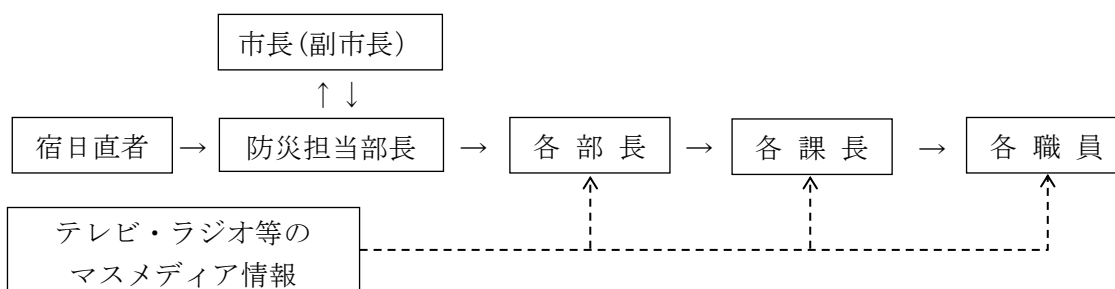 市長(副市長)
↑ ↓
宿日直者 → 防災担当部長 → 各 部 長 → 各 課 長 → 各 職 員
テレビ・ラジオ等の
マスメディア情報